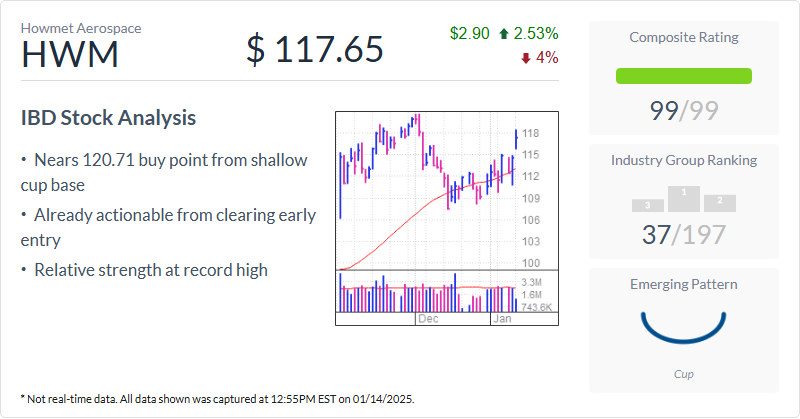 Howmet Aerospace
HWM
$ 117.65
$2.90 2.53%
4%
IBD Stock Analysis
• Nears 120.71 buy point from shallow
cup base
• Already actionable from clearing early
entry
• Relative strength at record high
118
115
112
109
106
103
100
3.3M
1.6M
743.6K
Dec
Jan
Composite Rating
99/99
Industry Group Ranking
3
1
2
37/197
Emerging Pattern
Cup
* Not real-time data. All data shown was captured at 12:55PM EST on 01/14/2025.